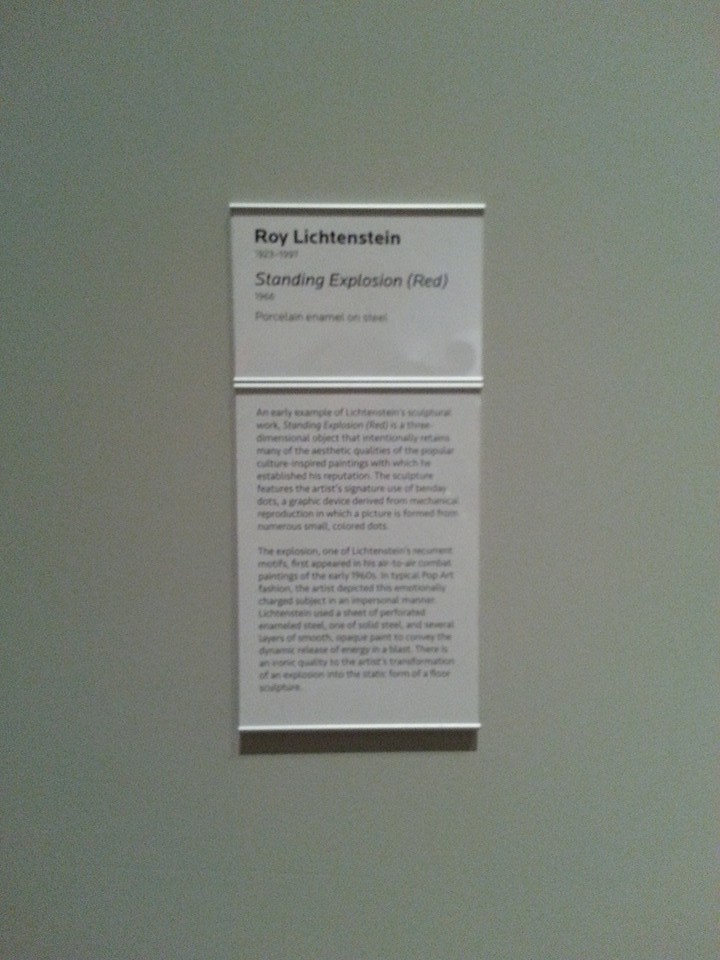 Roy Lichtenstein
1923–1997
Standing Explosion (Red)
1966
Porcelain enamel on steel
An early example of Lichtenstein's sculptural
work, Standing Explosion (Red) is a three-
dimensional object that intentionally retains
many of the aesthetic qualities of the popular
culture-inspired paintings with which he
established his reputation. The sculpture
features the artist's signature use of benday
dots, a graphic device derived from mechanical
reproduction in which a picture is formed from
numerous small, colored dots.
The explosion, one of Lichtenstein's recurrent
motifs, first appeared in his air-to-air combat
paintings of the early 1960s. In typical Pop Art
fashion, the artist depicted this emotionally
charged subject in an impersonal manner.
Lichtenstein used a sheet of perforated
enameled steel, one of solid steel, and several
layers of smooth, opaque paint to convey the
dynamic release of energy in a blast. There is
an ironic quality to the artist's transformation
of an explosion into the static form of a floor
sculpture.